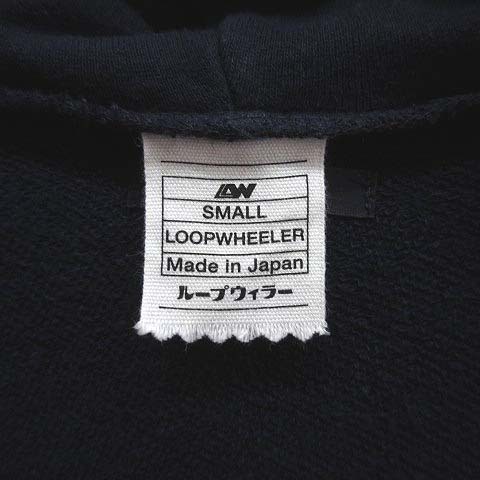 LW
SMALL
LOOPWHEELER
Made in Japan
ループウィラー